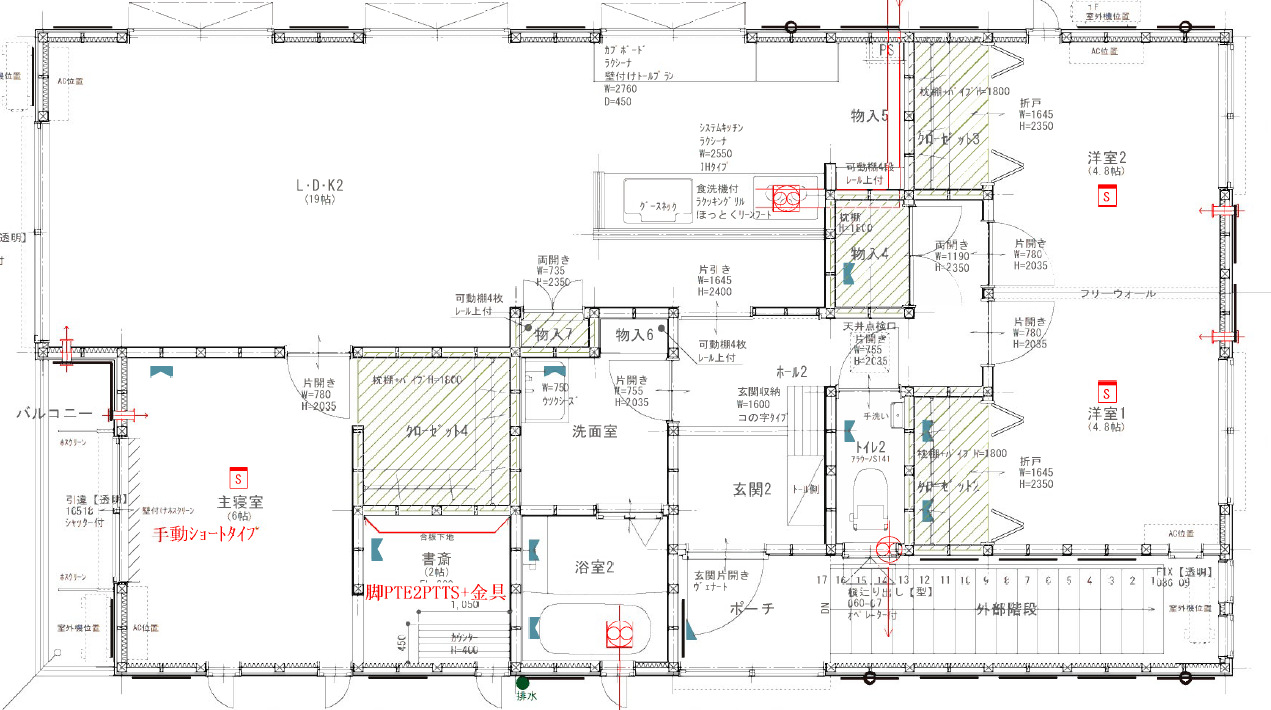 1F
室外機位置
AC位置
機位置
AC位置
カプボード
ラクシーナ
壁付けトールプラン
W=2760
D=450
PS
枕棚+パイプH=1800
折戸
W=1645
H=2350
物入5
システムキッチン
ラクシーナ
W=2550
IHタイプ
クローゼット3
洋室2
(4.8帖)
S
可動棚4段
レール上付
L・D・K2
(19帖)
食洗機付
ラクッキングリル
ほっとくリーンフード
グースネック
枕棚
H=1800
物入4
両開き
W=1190
H=2350
片開き
W=780
H=2035
透明】
付
両開き
W=735
H=2350
片引き
W=1645
H=2400
フリーウォール
可動棚4枚
レール上付
物入7
物入6
可動棚4枚
レール上付
天井点検口
W=755
H=2035
片開き
W=780
H=2035
ホール2
片開き
W=780
H=2035
枕棚+パイプH=1800
W=750
ウツクシーズ
片開き
W=755
H=2035
玄関収納
W=1600
コの字タイプ
S
洋室1
(4.8帖)
手洗い
バルコニー
クローゼット4
洗面室
トイレ2
アラウーノS141
枕棚+パイプH=1800
折戸
W=1645
H=2350
クローゼット2
ホスクリーン
S
主寝室
(6帖)
引違【透明】
16518
シャッター付
壁付けホスクリーン
手動ショートタイプ
玄関2
トール側
AC位置
合板下地
書斎
(2帖)
脚PTE2PTTS+金具
1,050
450
カウンター
H=400
浴室2
玄関片開き
ヴェナート
ポーチ
17 16 15 14 13 12 11 10 9 8 7 6 5 4 3 2 1
DN
横辷り出し【型】
060-07
オペレーター付
外部階段
FIX【透明】
室外機位置
ホスクリーン
室外機位置
AC位置
排水